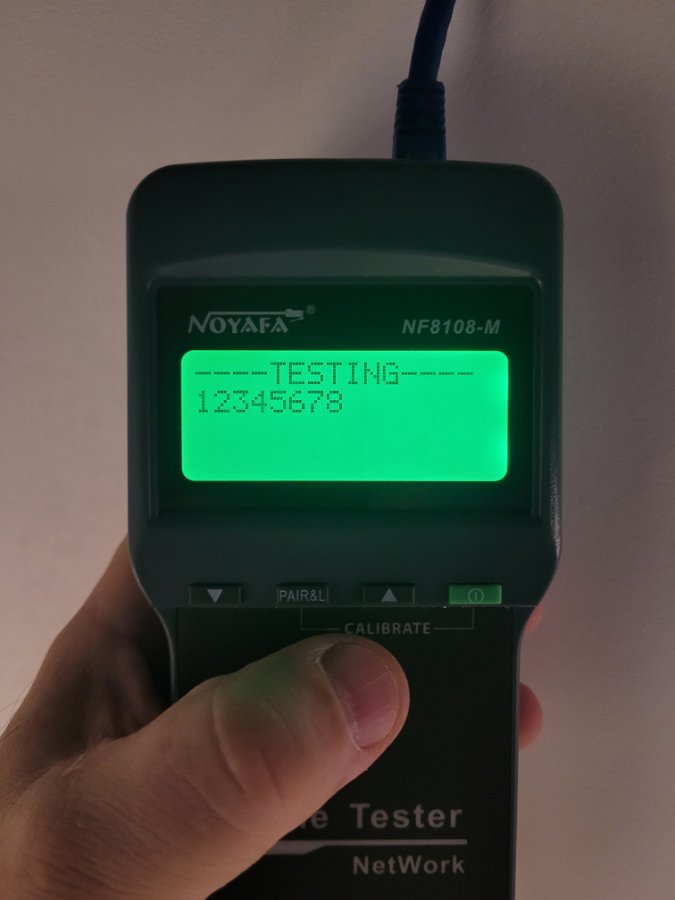 NOYAFA®
NF8108-M
----TESTING----
12345678
▼ PAIR&L ▲
CALIBRATE
Tester
NetWork